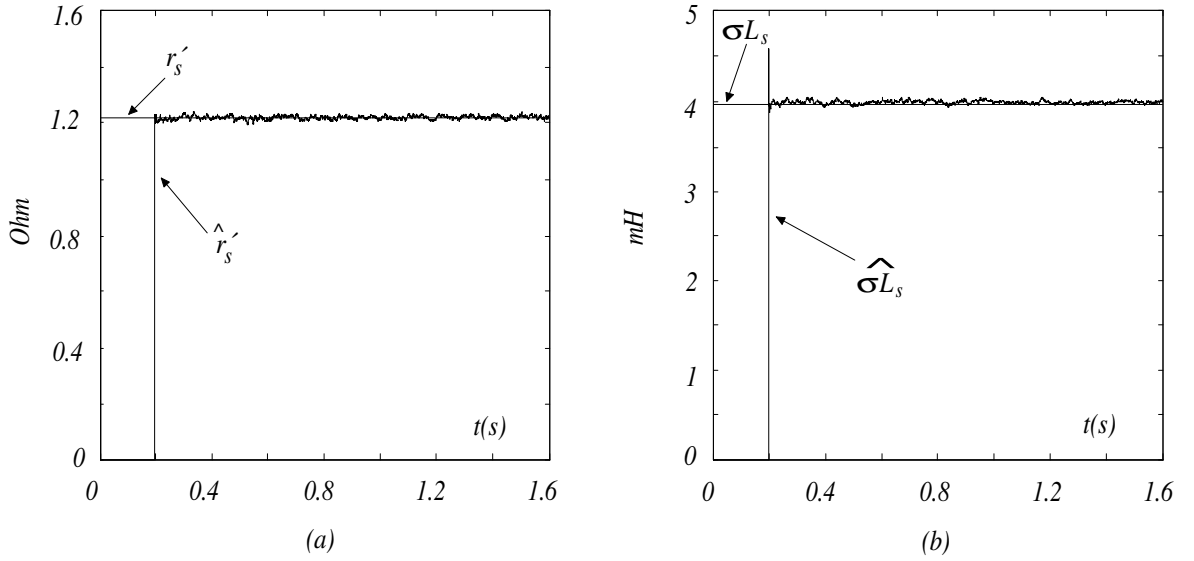 1.6
r_s′
1.2
Ohm
0.8
r̂_s′
0.4
t(s)
0
0 0.4 0.8 1.2 1.6
(a)
5
σL_s
4
3
mH
2
σL_s^
1
t(s)
0
0 0.4 0.8 1.2 1.6
(b)